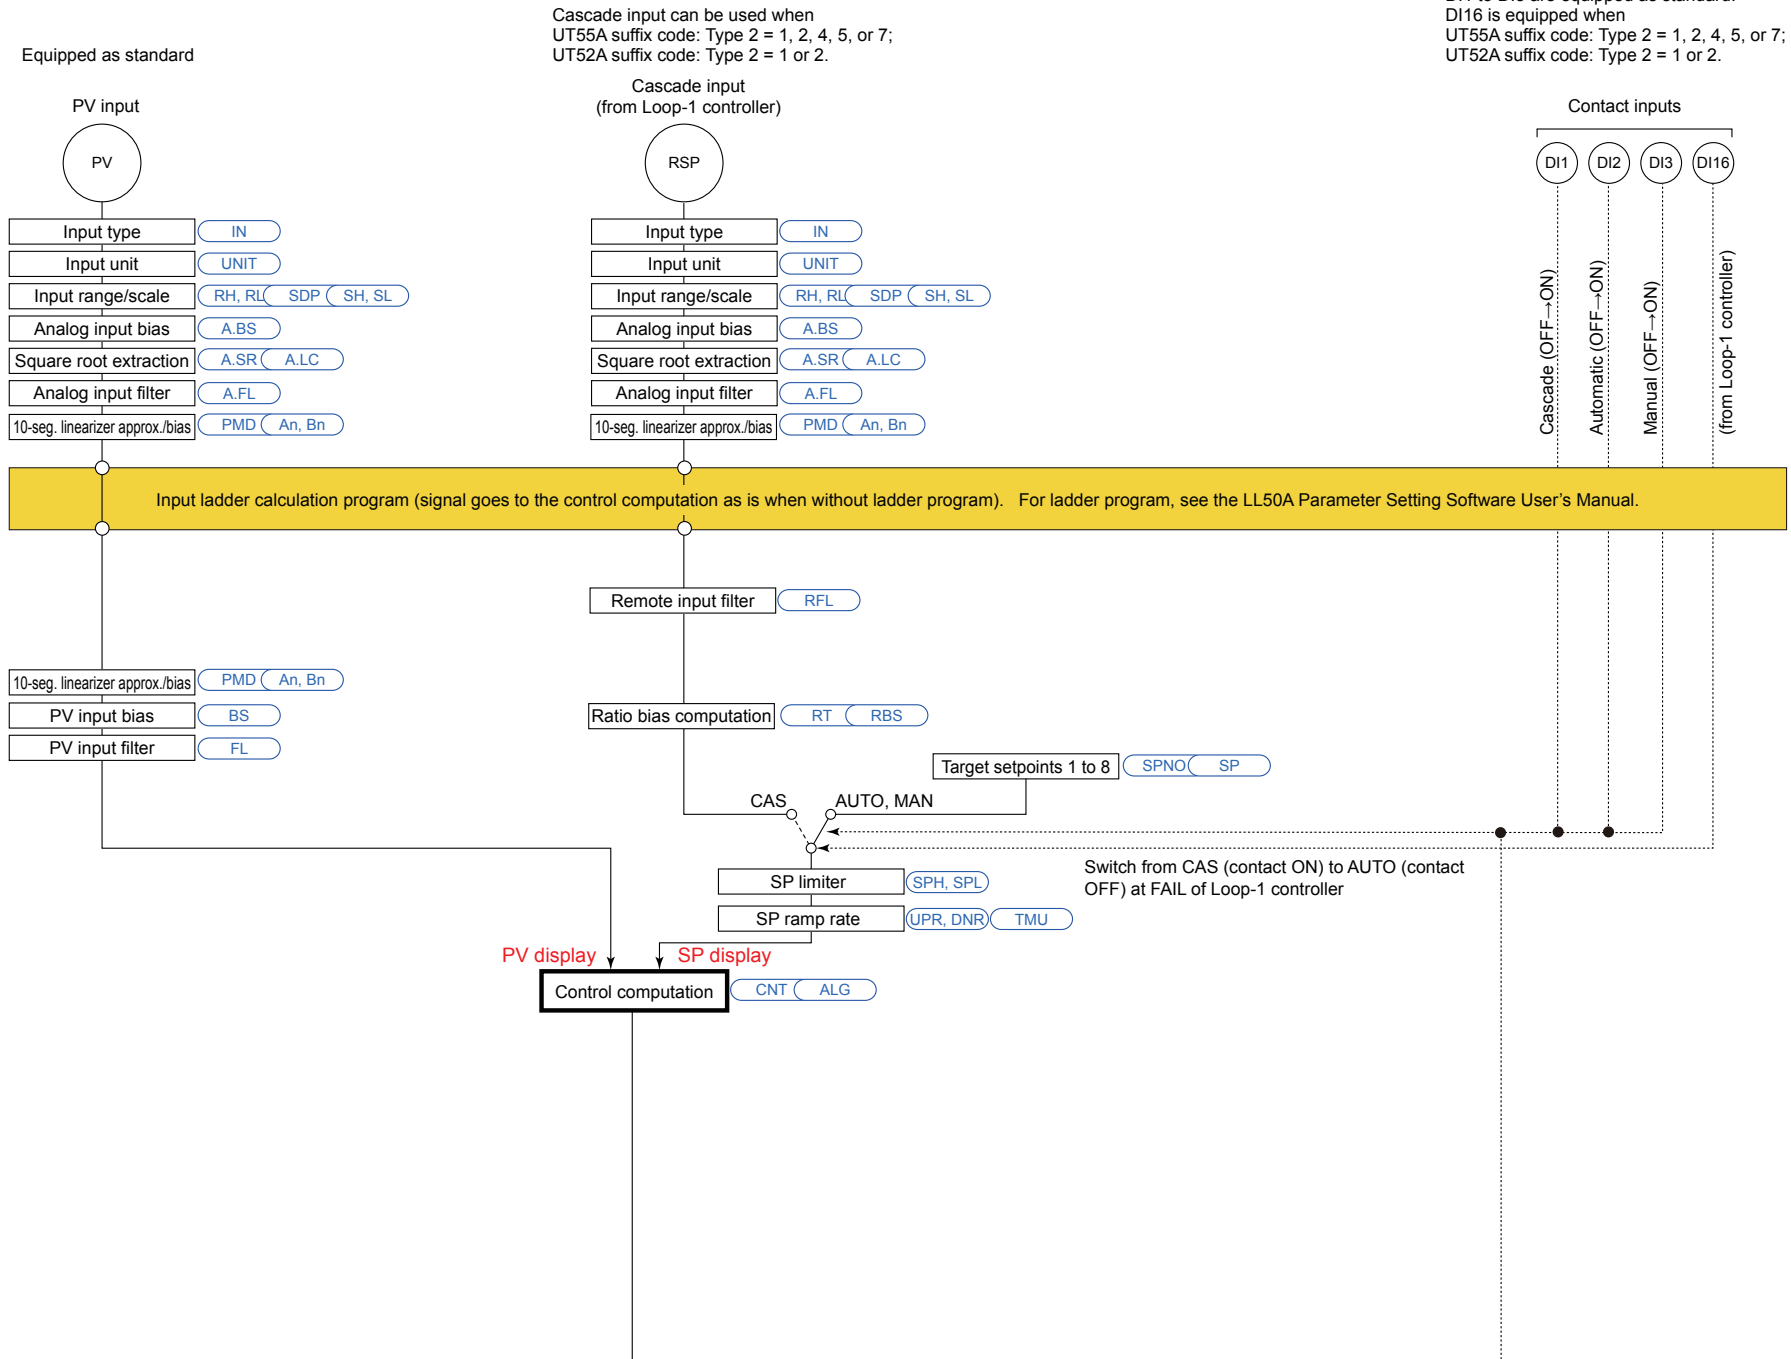 Equipped as standard
Cascade input can be used when
UT55A suffix code: Type 2 = 1, 2, 4, 5, or 7;
UT52A suffix code: Type 2 = 1 or 2.
DI16 is equipped when
UT55A suffix code: Type 2 = 1, 2, 4, 5, or 7;
UT52A suffix code: Type 2 = 1 or 2.
PV input
Cascade input
(from Loop-1 controller)
Contact inputs
PV
RSP
DI1 DI2 DI3 DI16
Input type IN
Input unit UNIT
Input range/scale RH, RL SDP SH, SL
Analog input bias A.BS
Square root extraction A.SR A.LC
Analog input filter A.FL
10-seg. linearizer approx./bias PMD An, Bn
Input type IN
Input unit UNIT
Input range/scale RH, RL SDP SH, SL
Analog input bias A.BS
Square root extraction A.SR A.LC
Analog input filter A.FL
10-seg. linearizer approx./bias PMD An, Bn
Cascade (OFF→ON)
Automatic (OFF→ON)
Manual (OFF→ON)
(from Loop-1 controller)
Input ladder calculation program (signal goes to the control computation as is when without ladder program). For ladder program, see the LL50A Parameter Setting Software User’s Manual.
Remote input filter RFL
10-seg. linearizer approx./bias PMD An, Bn
PV input bias BS
PV input filter FL
Ratio bias computation RT RBS
Target setpoints 1 to 8 SPNO SP
CAS AUTO, MAN
Switch from CAS (contact ON) to AUTO (contact
OFF) at FAIL of Loop-1 controller
SP limiter SPH, SPL
SP ramp rate UPR, DNR TMU
PV display SP display
Control computation CNT ALG